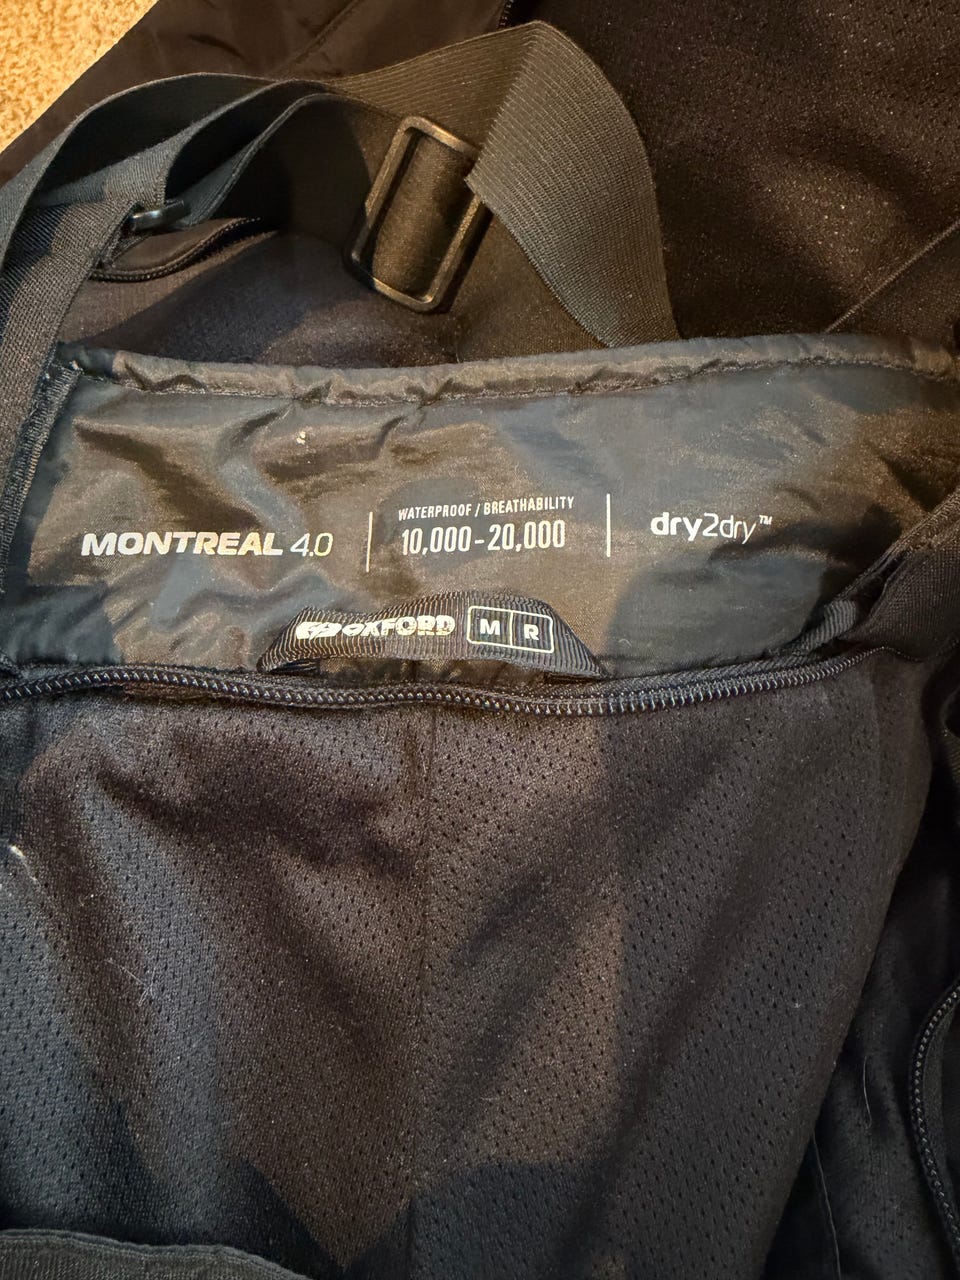 MONTREAL 4.0
WATERPROOF / BREATHABILITY
10,000-20,000
dry2dry™
OXFORD M R